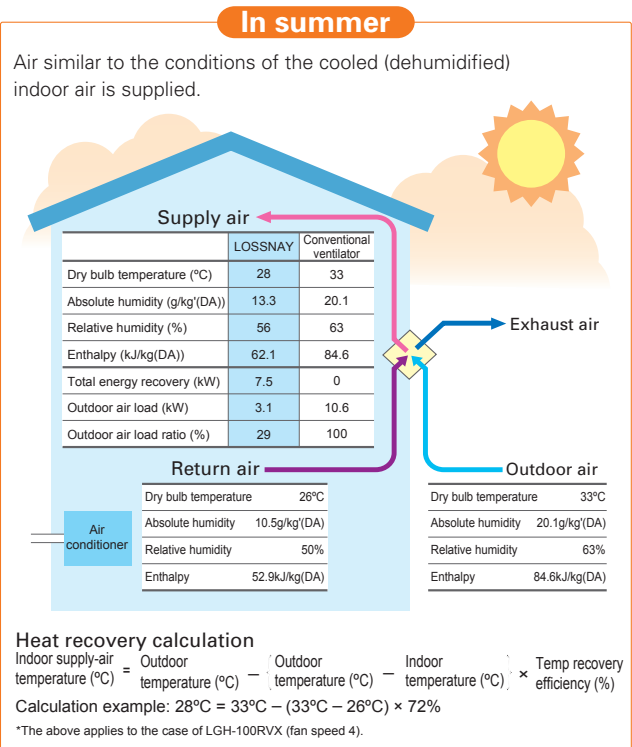 In summer
Air similar to the conditions of the cooled (dehumidified)
indoor air is supplied.
Supply air
LOSSNAY Conventional ventilator
Dry bulb temperature (ºC) 28 33
Absolute humidity (g/kg'(DA)) 13.3 20.1
Relative humidity (%) 56 63
Enthalpy (kJ/kg(DA)) 62.1 84.6
Total energy recovery (kW) 7.5 0
Outdoor air load (kW) 3.1 10.6
Outdoor air load ratio (%) 29 100
Exhaust air
Return air
Dry bulb temperature 26ºC
Absolute humidity 10.5g/kg'(DA)
Relative humidity 50%
Enthalpy 52.9kJ/kg(DA)
Outdoor air
Dry bulb temperature 33ºC
Absolute humidity 20.1g/kg'(DA)
Relative humidity 63%
Enthalpy 84.6kJ/kg(DA)
Air
conditioner
Heat recovery calculation
Indoor supply-air temperature (ºC) = Outdoor temperature (ºC) – (Outdoor temperature (ºC) – Indoor temperature (ºC)) × Temp recovery efficiency (%)
Calculation example: 28ºC = 33ºC – (33ºC – 26ºC) × 72%
*The above applies to the case of LGH-100RVX (fan speed 4).